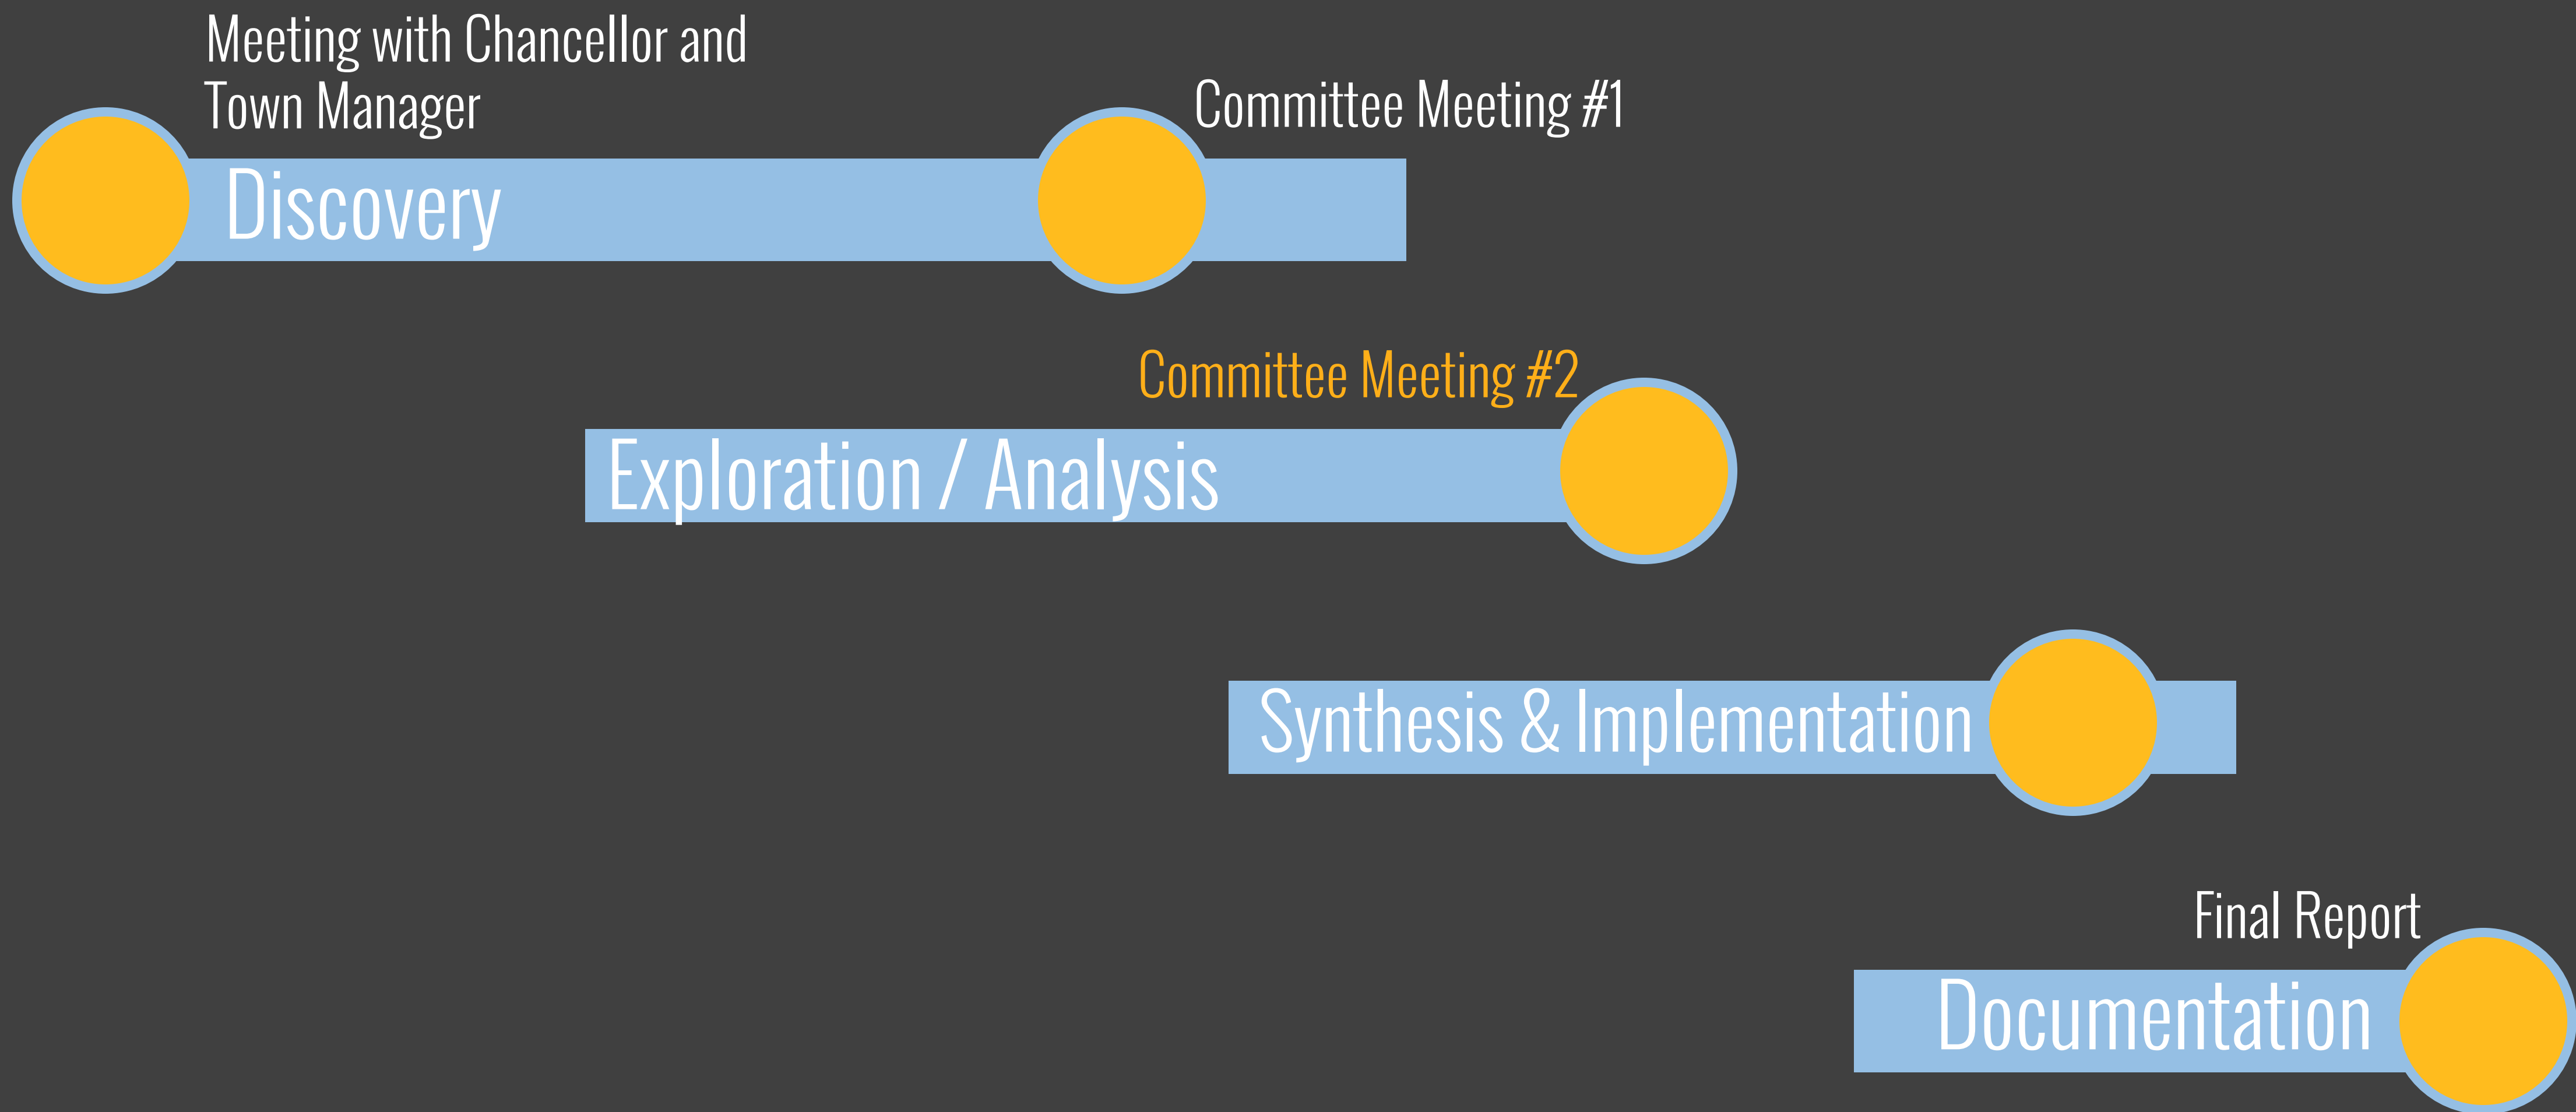 Meeting with Chancellor and
Town Manager
Committee Meeting #1
Discovery
Committee Meeting #2
Exploration / Analysis
Synthesis & Implementation
Final Report
Documentation